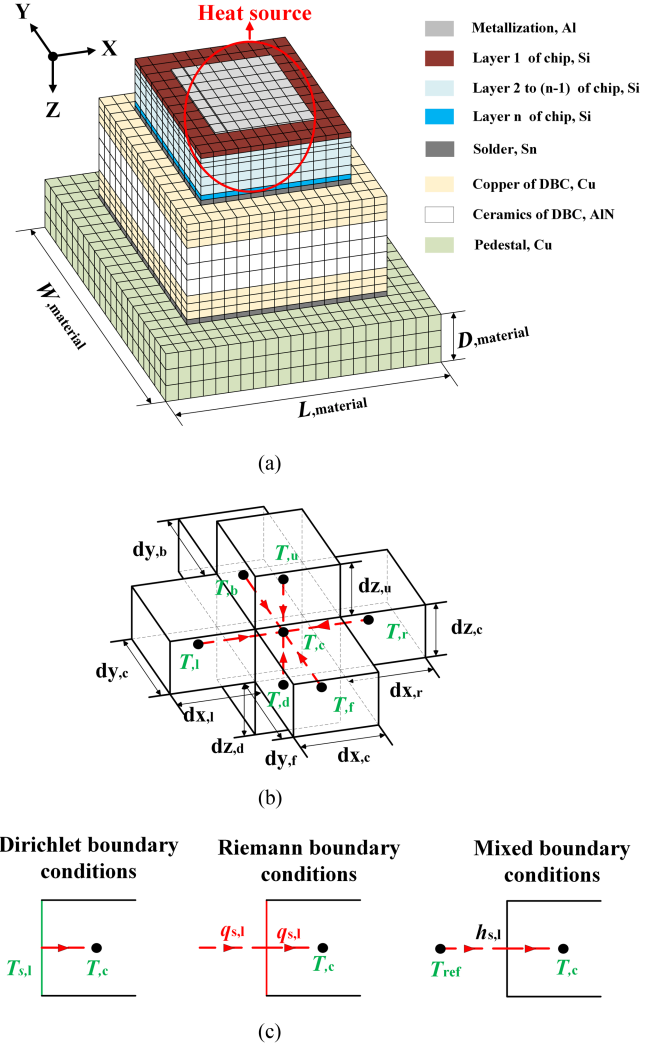 Heat source
Y
X
Z
Metallization, Al
Layer 1 of chip, Si
Layer 2 to (n-1) of chip, Si
Layer n of chip, Si
Solder, Sn
Copper of DBC, Cu
Ceramics of DBC, AlN
Pedestal, Cu
W,material
L,material
D,material
(a)
dy,b
T,b
T,u
dz,u
T,c
T,r
dz,c
T,l
dy,c
T,d
T,f
dx,r
dx,l
dz,d
dy,f
dx,c
(b)
Dirichlet boundary
conditions
Riemann boundary
conditions
Mixed boundary
conditions
Ts,l
T,c
qs,l
qs,l
T,c
hs,l
Tref
T,c
(c)